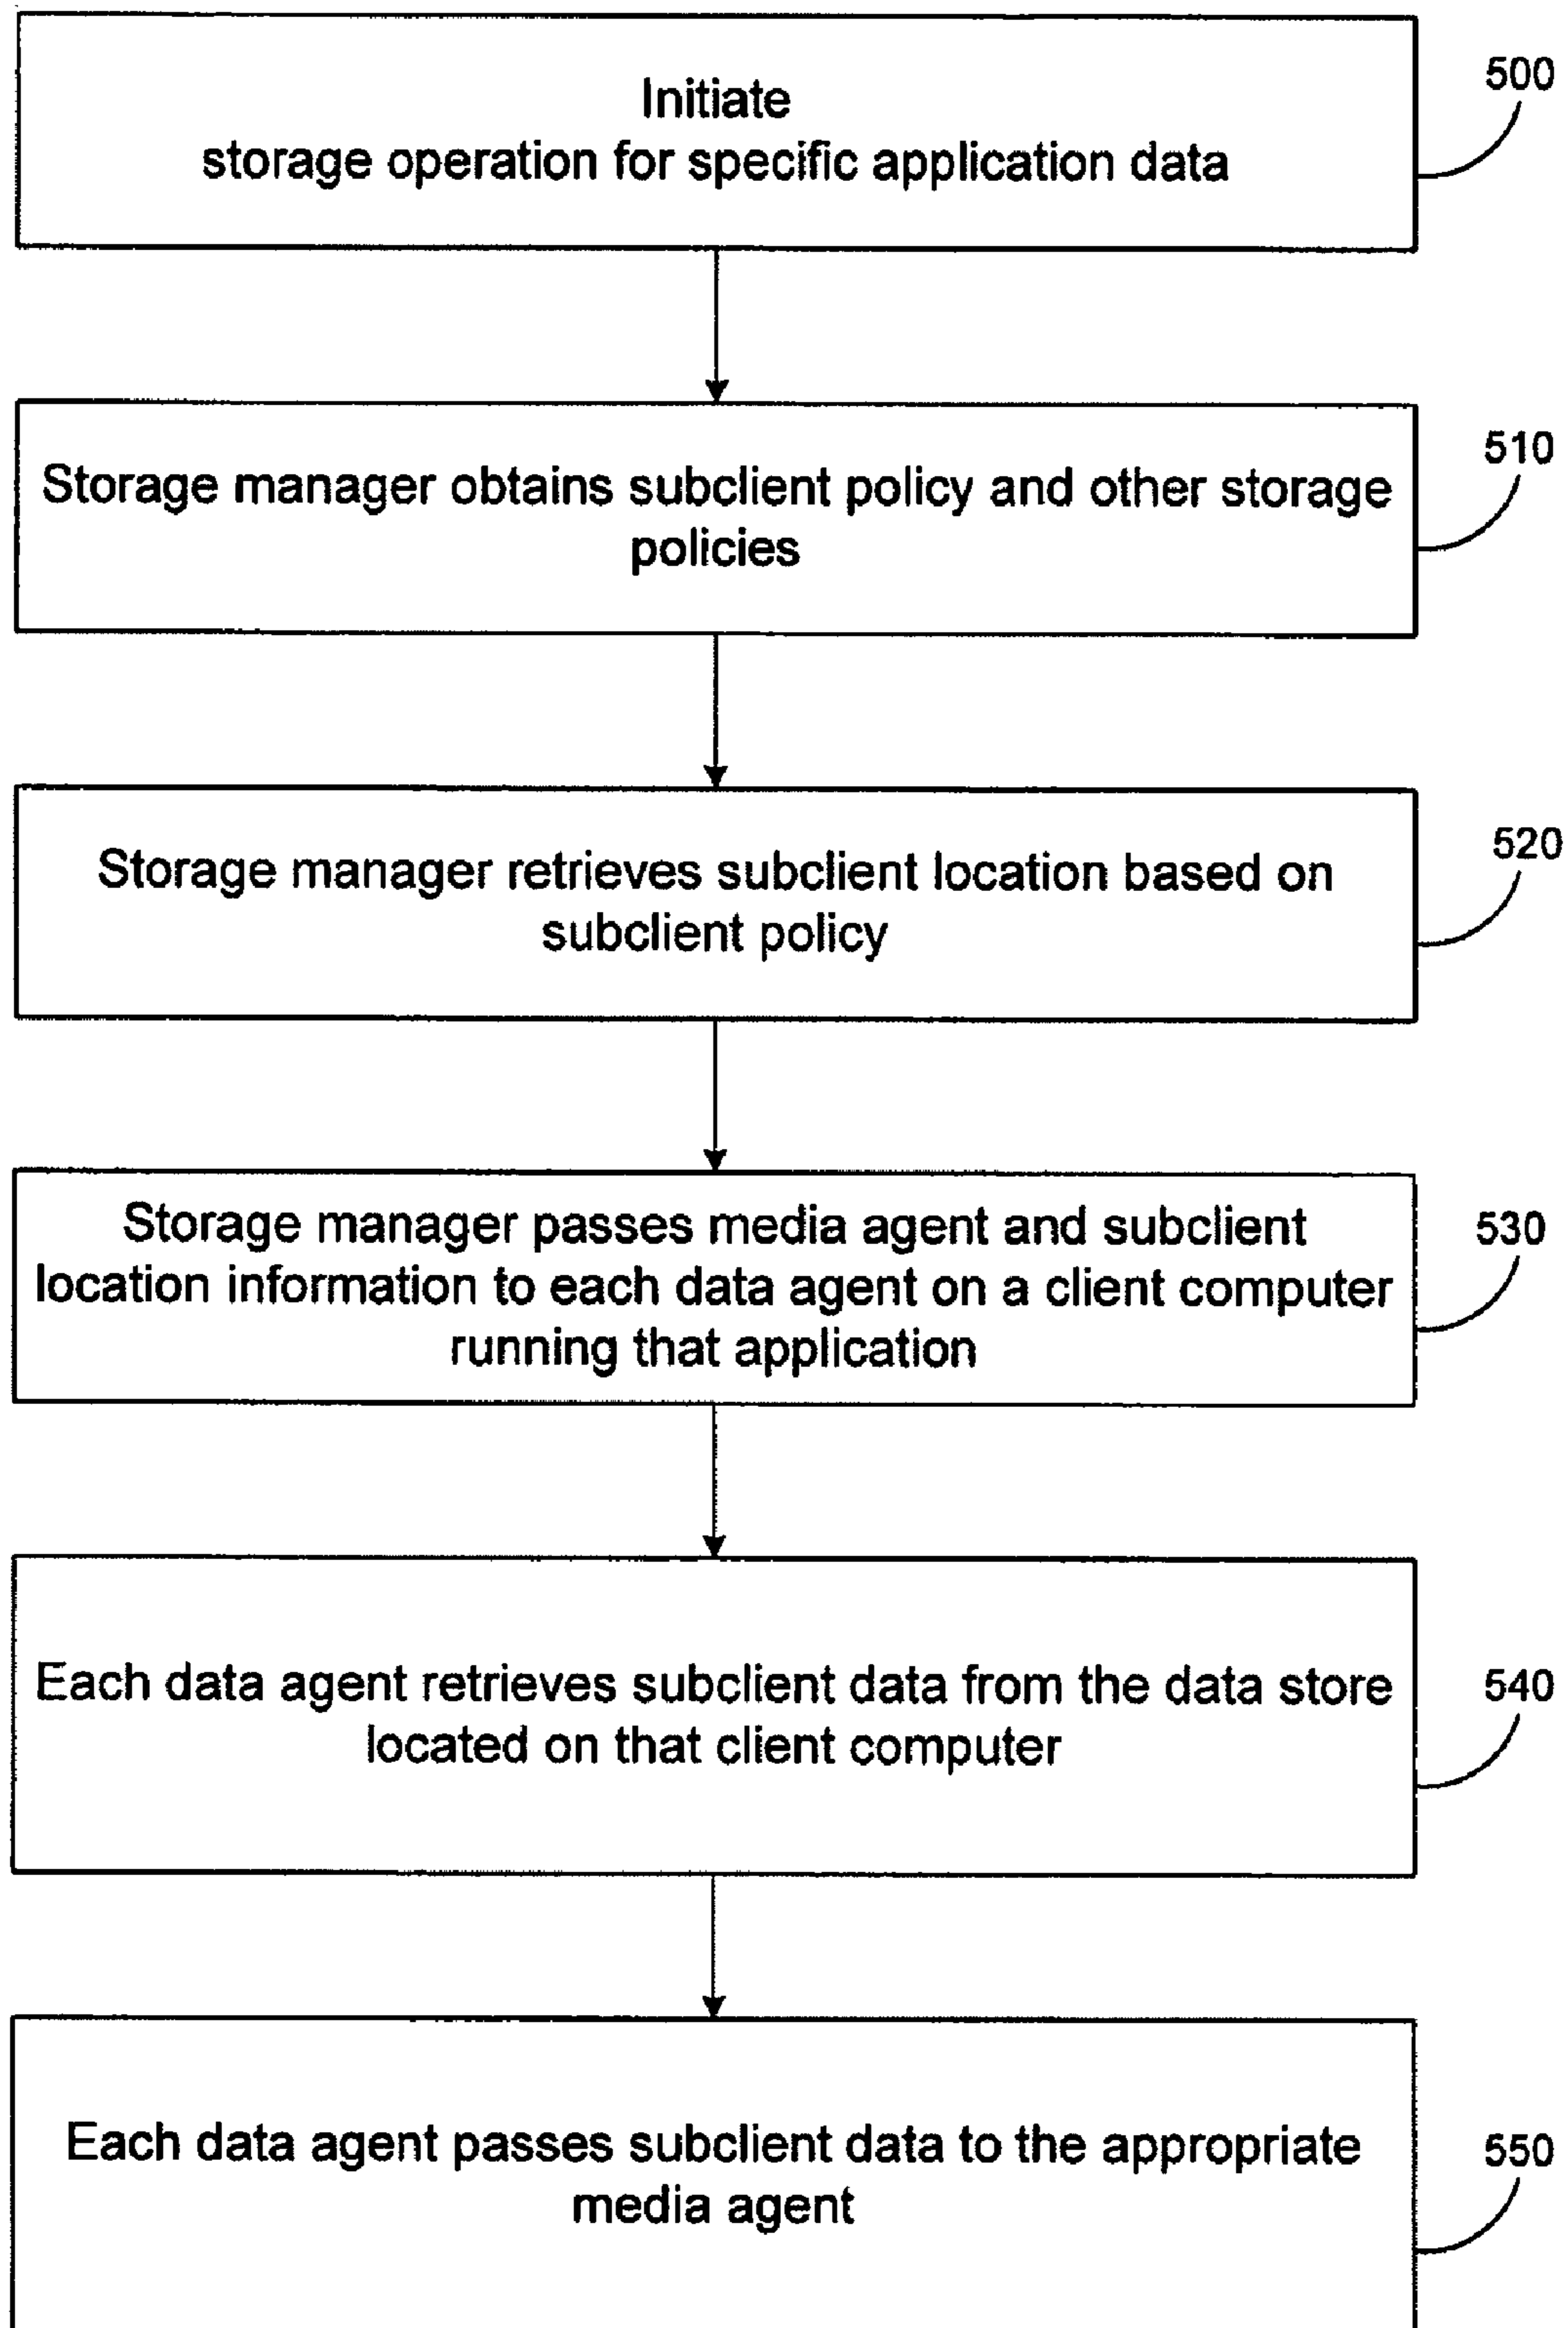 Initiate
storage operation for specific application data
500
Storage manager obtains subclient policy and other storage
policies
510
Storage manager retrieves subclient location based on
subclient policy
520
Storage manager passes media agent and subclient
location information to each data agent on a client computer
running that application
530
Each data agent retrieves subclient data from the data store
located on that client computer
540
Each data agent passes subclient data to the appropriate
media agent
550